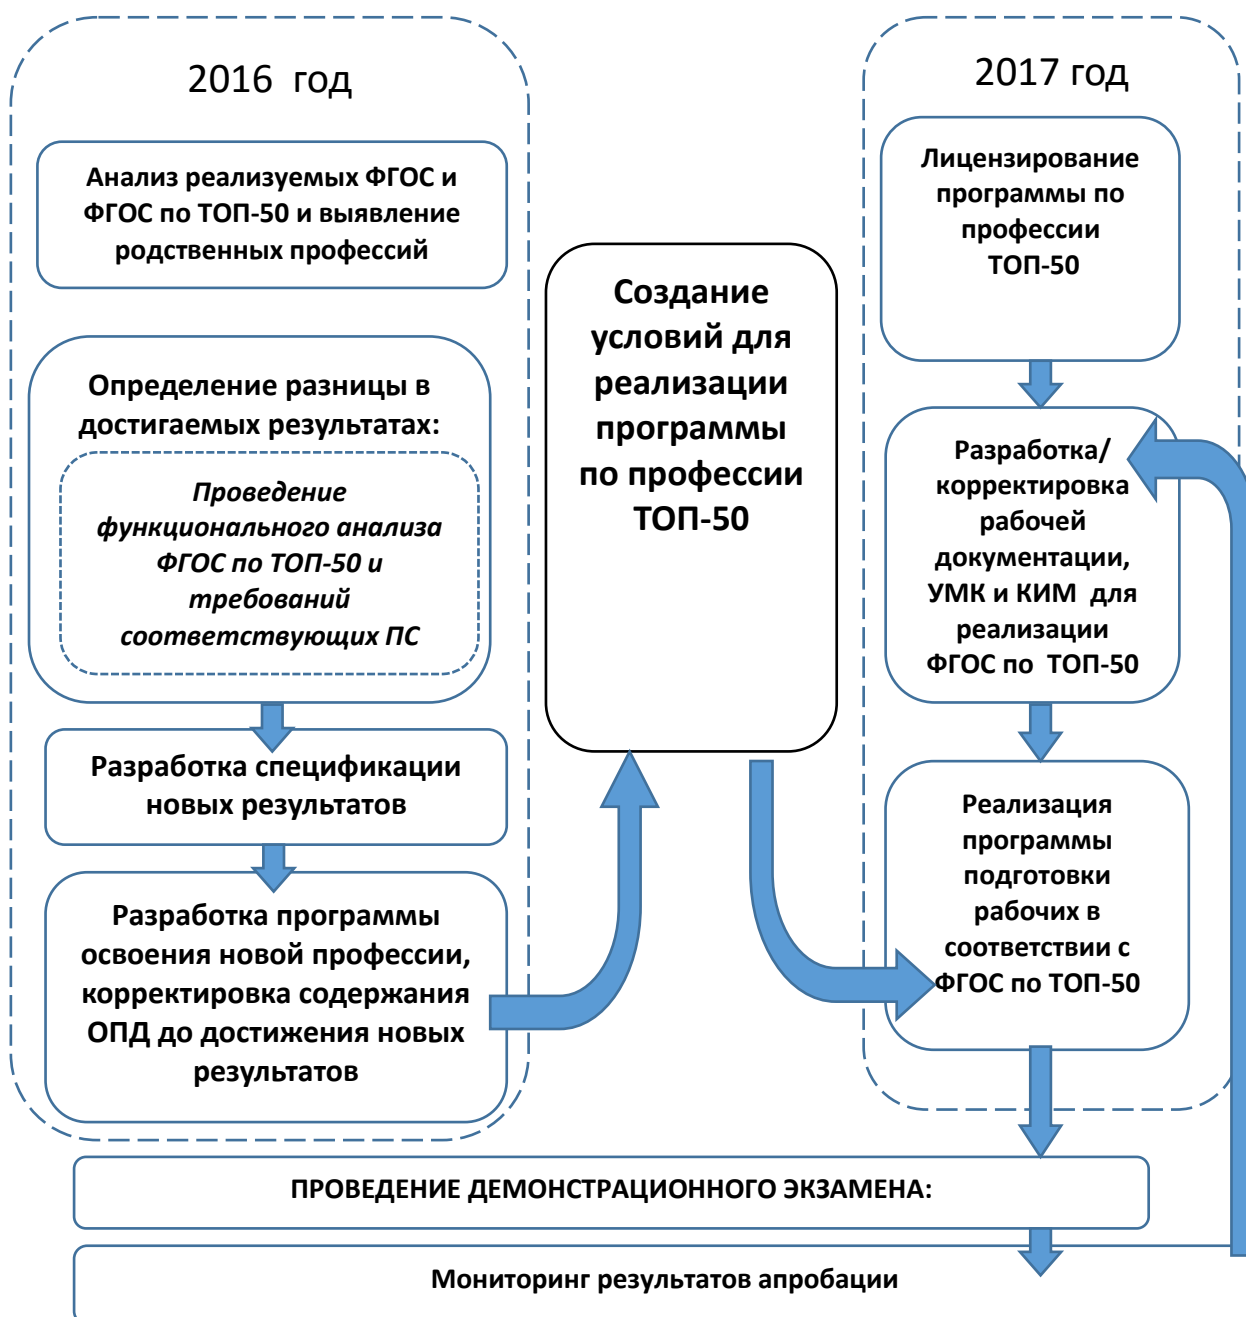 2016 год
Анализ реализуемых ФГОС и
ФГОС по ТОП-50 и выявление
родственных профессий
Определение разницы в
достигаемых результатах:
Проведение
функционального анализа
ФГОС по ТОП-50 и
требований
соответствующих ПС
Разработка спецификации
новых результатов
Разработка программы
освоения новой профессии,
корректировка содержания
ОПД до достижения новых
результатов
Создание
условий для
реализации
программы
по профессии
ТОП-50
2017 год
Лицензирование
программы по
профессии
ТОП-50
Разработка/
корректировка
рабочей
документации,
УМК и КИМ для
реализации
ФГОС по ТОП-50
Реализация
программы
подготовки
рабочих в
соответствии с
ФГОС по ТОП-50
ПРОВЕДЕНИЕ ДЕМОНСТРАЦИОННОГО ЭКЗАМЕНА:
Мониторинг результатов апробации